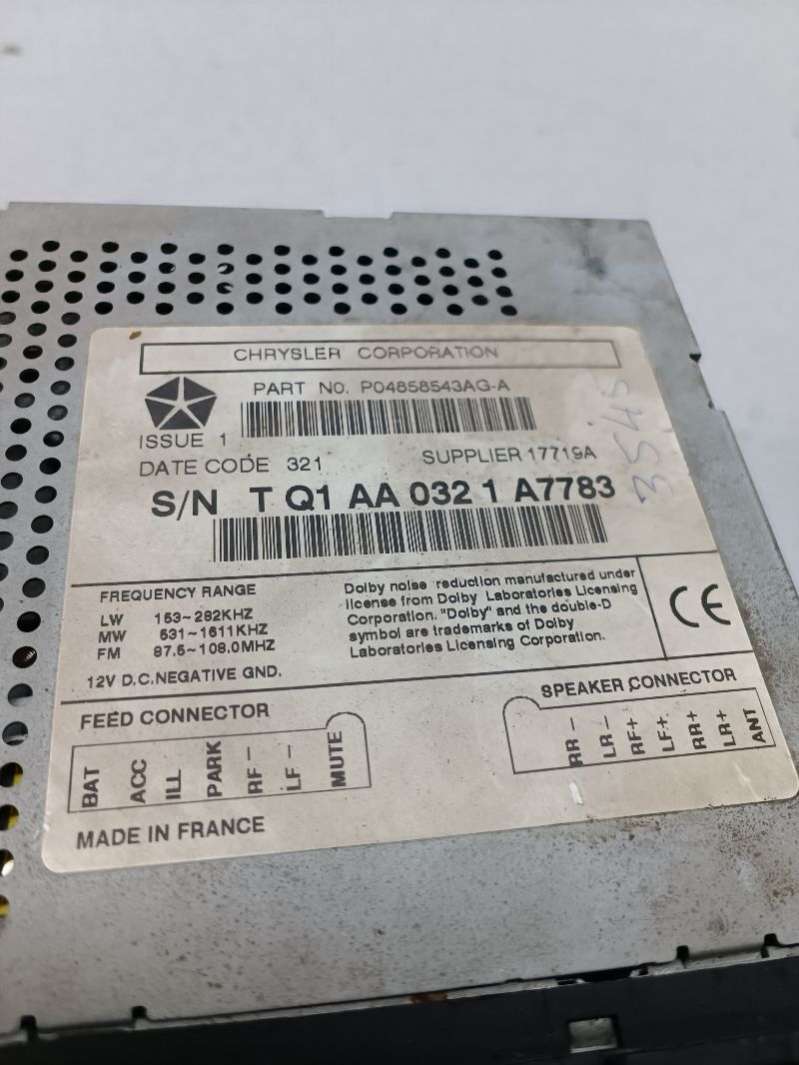 CHRYSLER CORPORATION
PART No. P04858543AG-A
ISSUE 1
DATE CODE 321
SUPPLIER 17719A
3545
S/N T Q1 AA 032 1 A7783
FREQUENCY RANGE
LW 153~282KHZ
MW 531~1611KHZ
FM 87.5~108.0MHZ
12V D.C.NEGATIVE GND.
Dolby noise reduction manufactured under
license from Dolby Laboratories Licensing
Corporation. "Dolby" and the double-D
symbol are trademarks of Dolby
Laboratories Licensing Corporation.
CE
FEED CONNECTOR
BAT
ACC
ILL
PARK
RF-
LF-
MUTE
SPEAKER CONNECTOR
RR-
LR-
RF+
LF+
RR+
LR+
ANT
MADE IN FRANCE